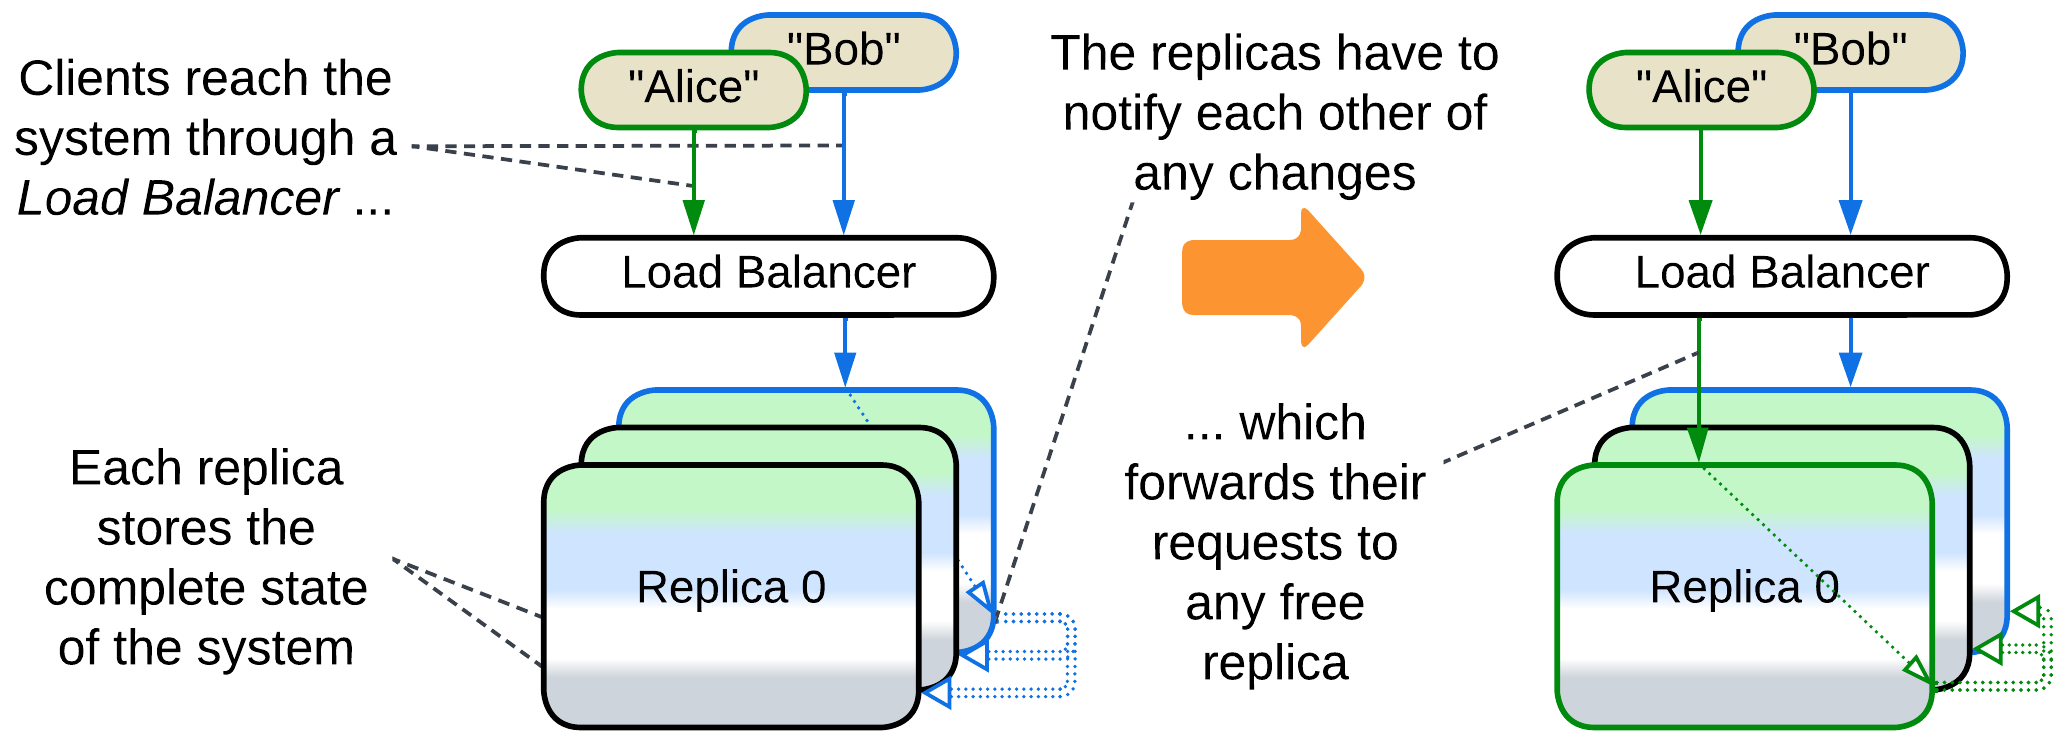 Clients reach the
system through a
Load Balancer ...
"Alice"
"Bob"
Load Balancer
Each replica
stores the
complete state
of the system
Replica 0
The replicas have to
notify each other of
any changes
... which
forwards their
requests to
any free
replica
"Alice"
"Bob"
Load Balancer
Replica 0